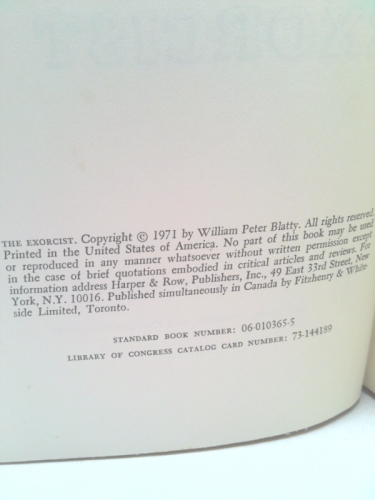 THE EXORCIST. Copyright © 1971 by William Peter Blatty. All rights reserved.
Printed in the United States of America. No part of this book may be used
or reproduced in any manner whatsoever without written permission except
in the case of brief quotations embodied in critical articles and reviews. For
information address Harper & Row, Publishers, Inc., 49 East 33rd Street, New
York, N.Y. 10016. Published simultaneously in Canada by Fitzhenry & White-
side Limited, Toronto.
STANDARD BOOK NUMBER: 06-010365-5
LIBRARY OF CONGRESS CATALOG CARD NUMBER: 73-144189